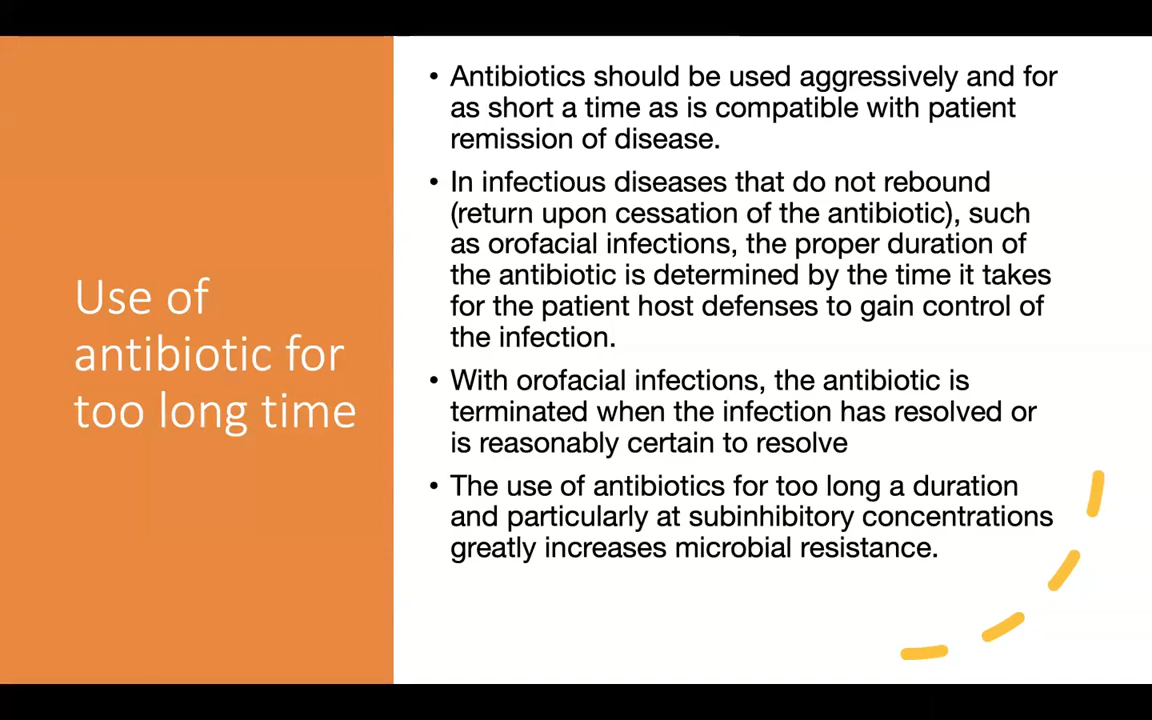 Use of
antibiotic for
too long time
• Antibiotics should be used aggressively and for
as short a time as is compatible with patient
remission of disease.
• In infectious diseases that do not rebound
(return upon cessation of the antibiotic), such
as orofacial infections, the proper duration of
the antibiotic is determined by the time it takes
for the patient host defenses to gain control of
the infection.
• With orofacial infections, the antibiotic is
terminated when the infection has resolved or
is reasonably certain to resolve
• The use of antibiotics for too long a duration
and particularly at subinhibitory concentrations
greatly increases microbial resistance.